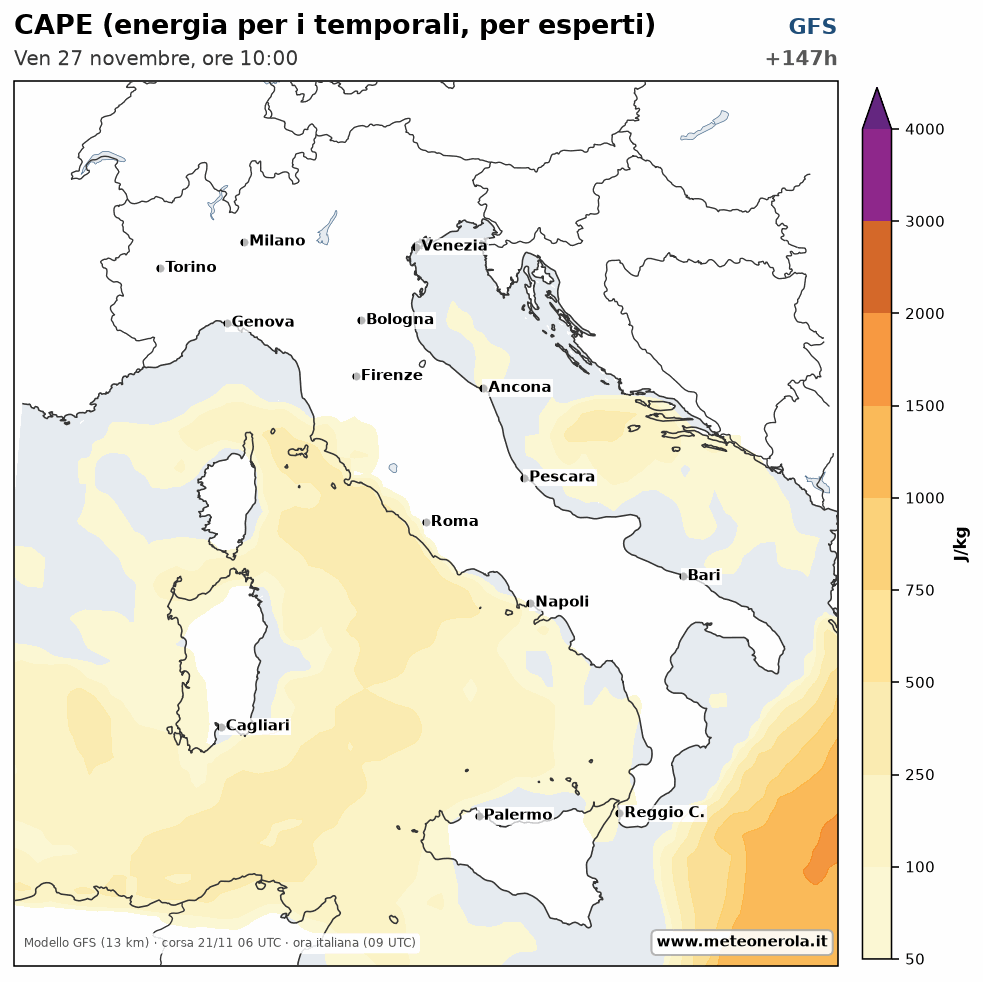 CAPE (energia per i temporali, per esperti)
GFS
Ven 27 novembre, ore 10:00
+147h
Milano
Venezia
Torino
Genova
Bologna
Firenze
Ancona
Pescara
Roma
Bari
Napoli
Cagliari
Palermo
Reggio C.
4000
3000
2000
1500
1000
750
500
250
100
50
J/kg
Modello GFS (13 km) · corsa 21/11 06 UTC · ora italiana (09 UTC)
www.meteonerola.it